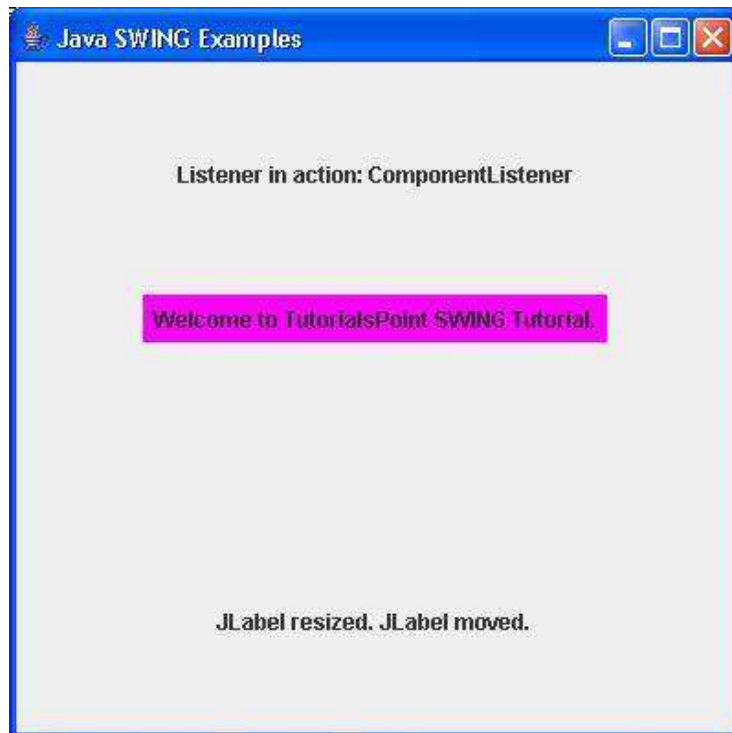 Java SWING Examples
Listener in action: ComponentListener
Welcome to TutorialsPoint SWING Tutorial.
JLabel resized. JLabel moved.